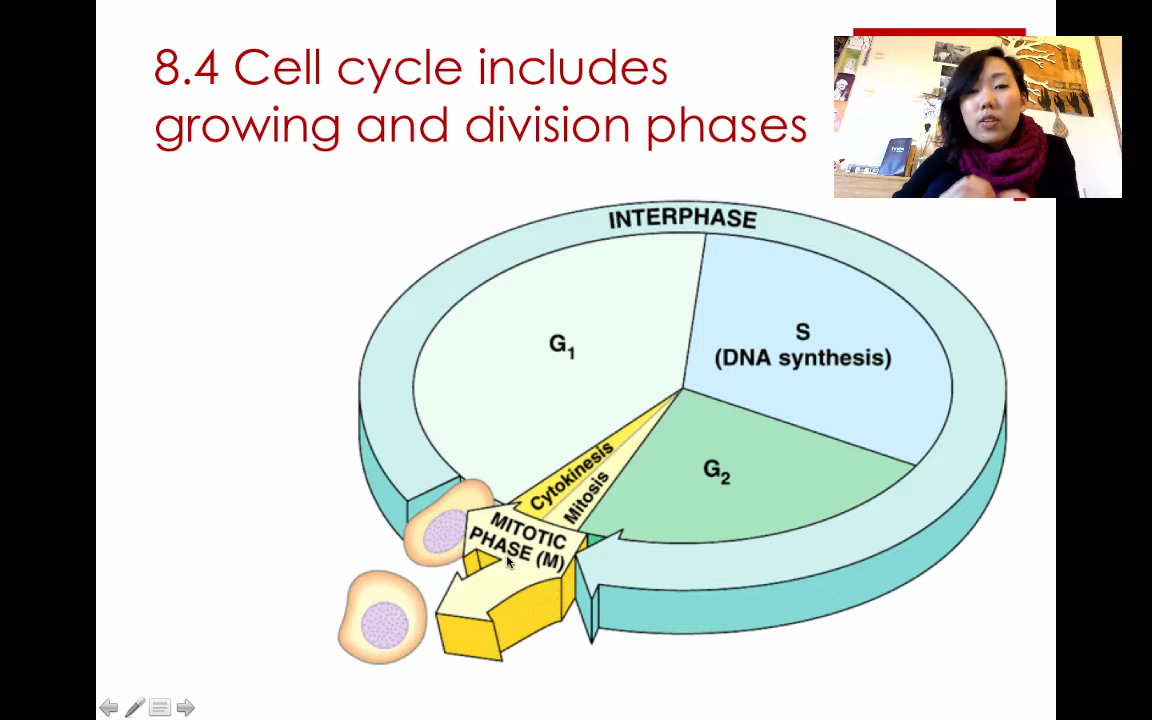 8.4 Cell cycle includes
growing and division phases
INTERPHASE
G1
S
(DNA synthesis)
G2
Cytokinesis
Mitosis
MITOTIC
PHASE (M)